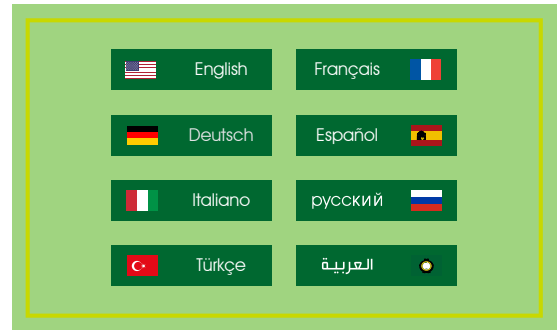 English
Français
Deutsch
Español
Italiano
русский
Türkçe
العربية